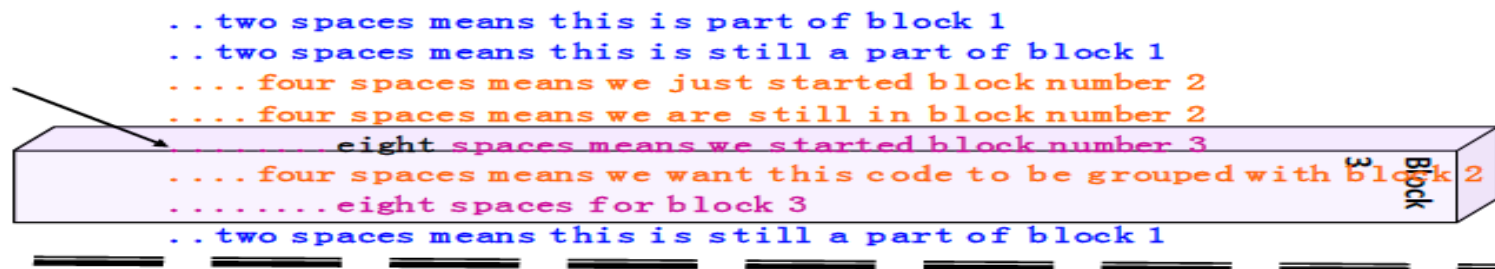 ..two spaces means this is part of block 1
..two spaces means this is still a part of block 1
....four spaces means we just started block number 2
....four spaces means we are still in block number 2
........eight spaces means we started block number 3
....four spaces means we want this code to be grouped with block 2
........eight spaces for block 3
..two spaces means this is still a part of block 1
Block
3